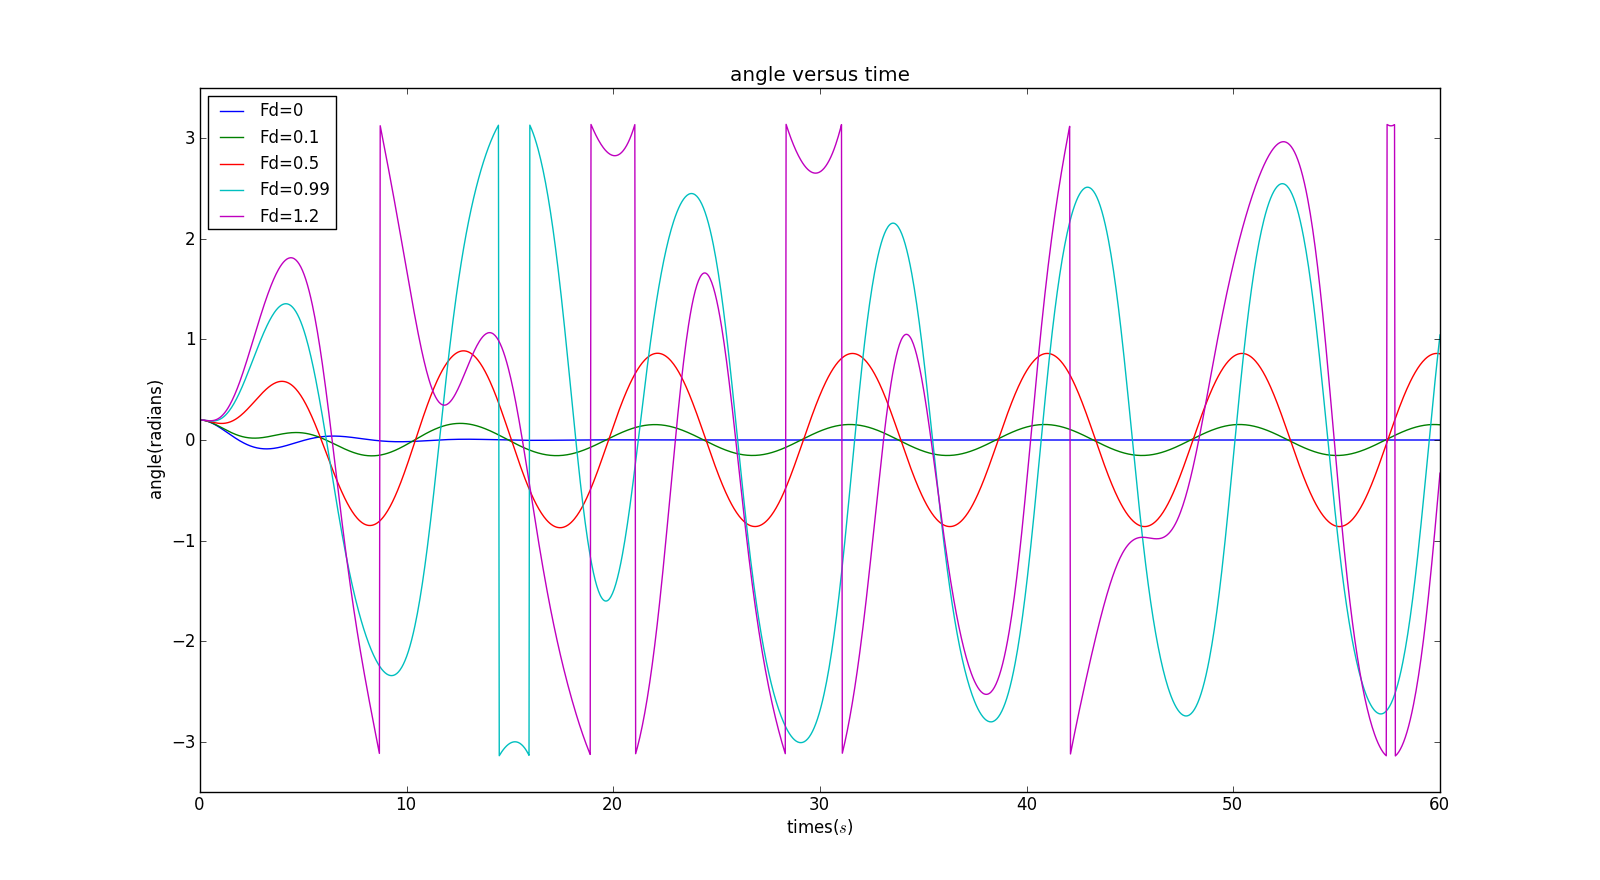 angle versus time
Fd=0
Fd=0.1
Fd=0.5
Fd=0.99
Fd=1.2
3
2
1
0
−1
−2
−3
angle(radians)
0 10 20 30 40 50 60
times(s)